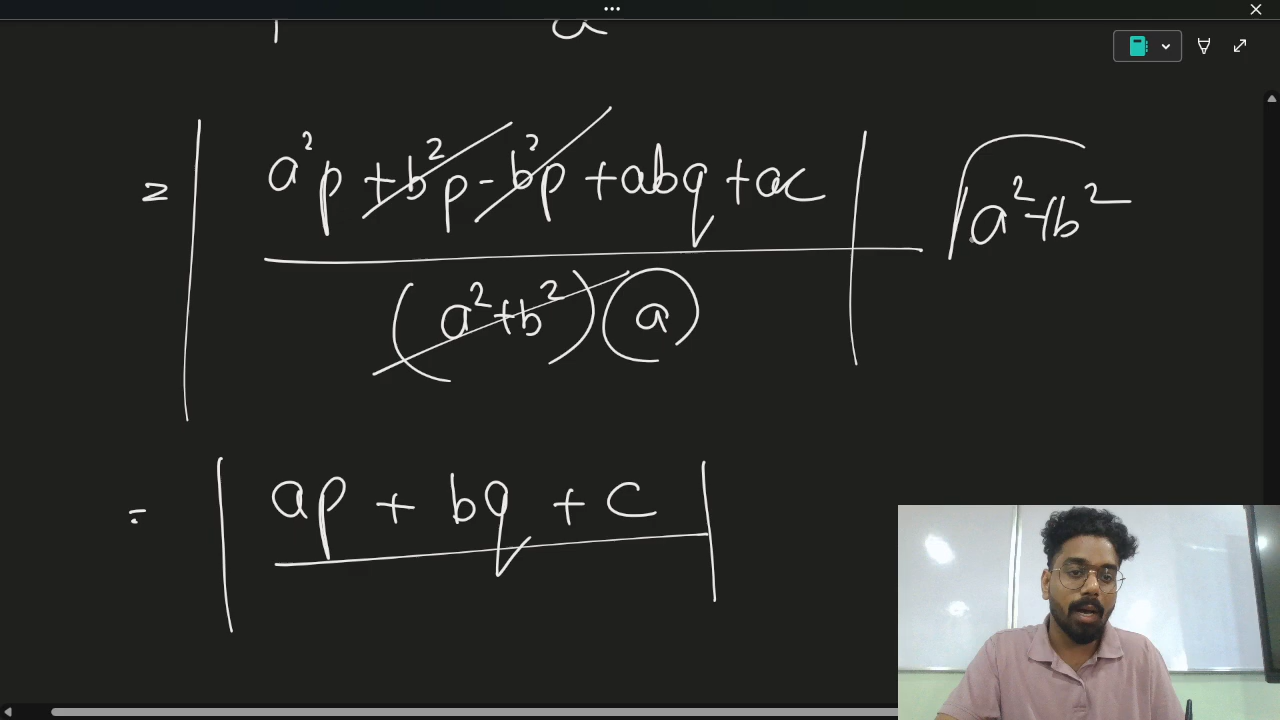 = | a²p + b²p - b²p + abq + ac | √a²+b²
(a²+b²)(a)
= | ap + bq + c |